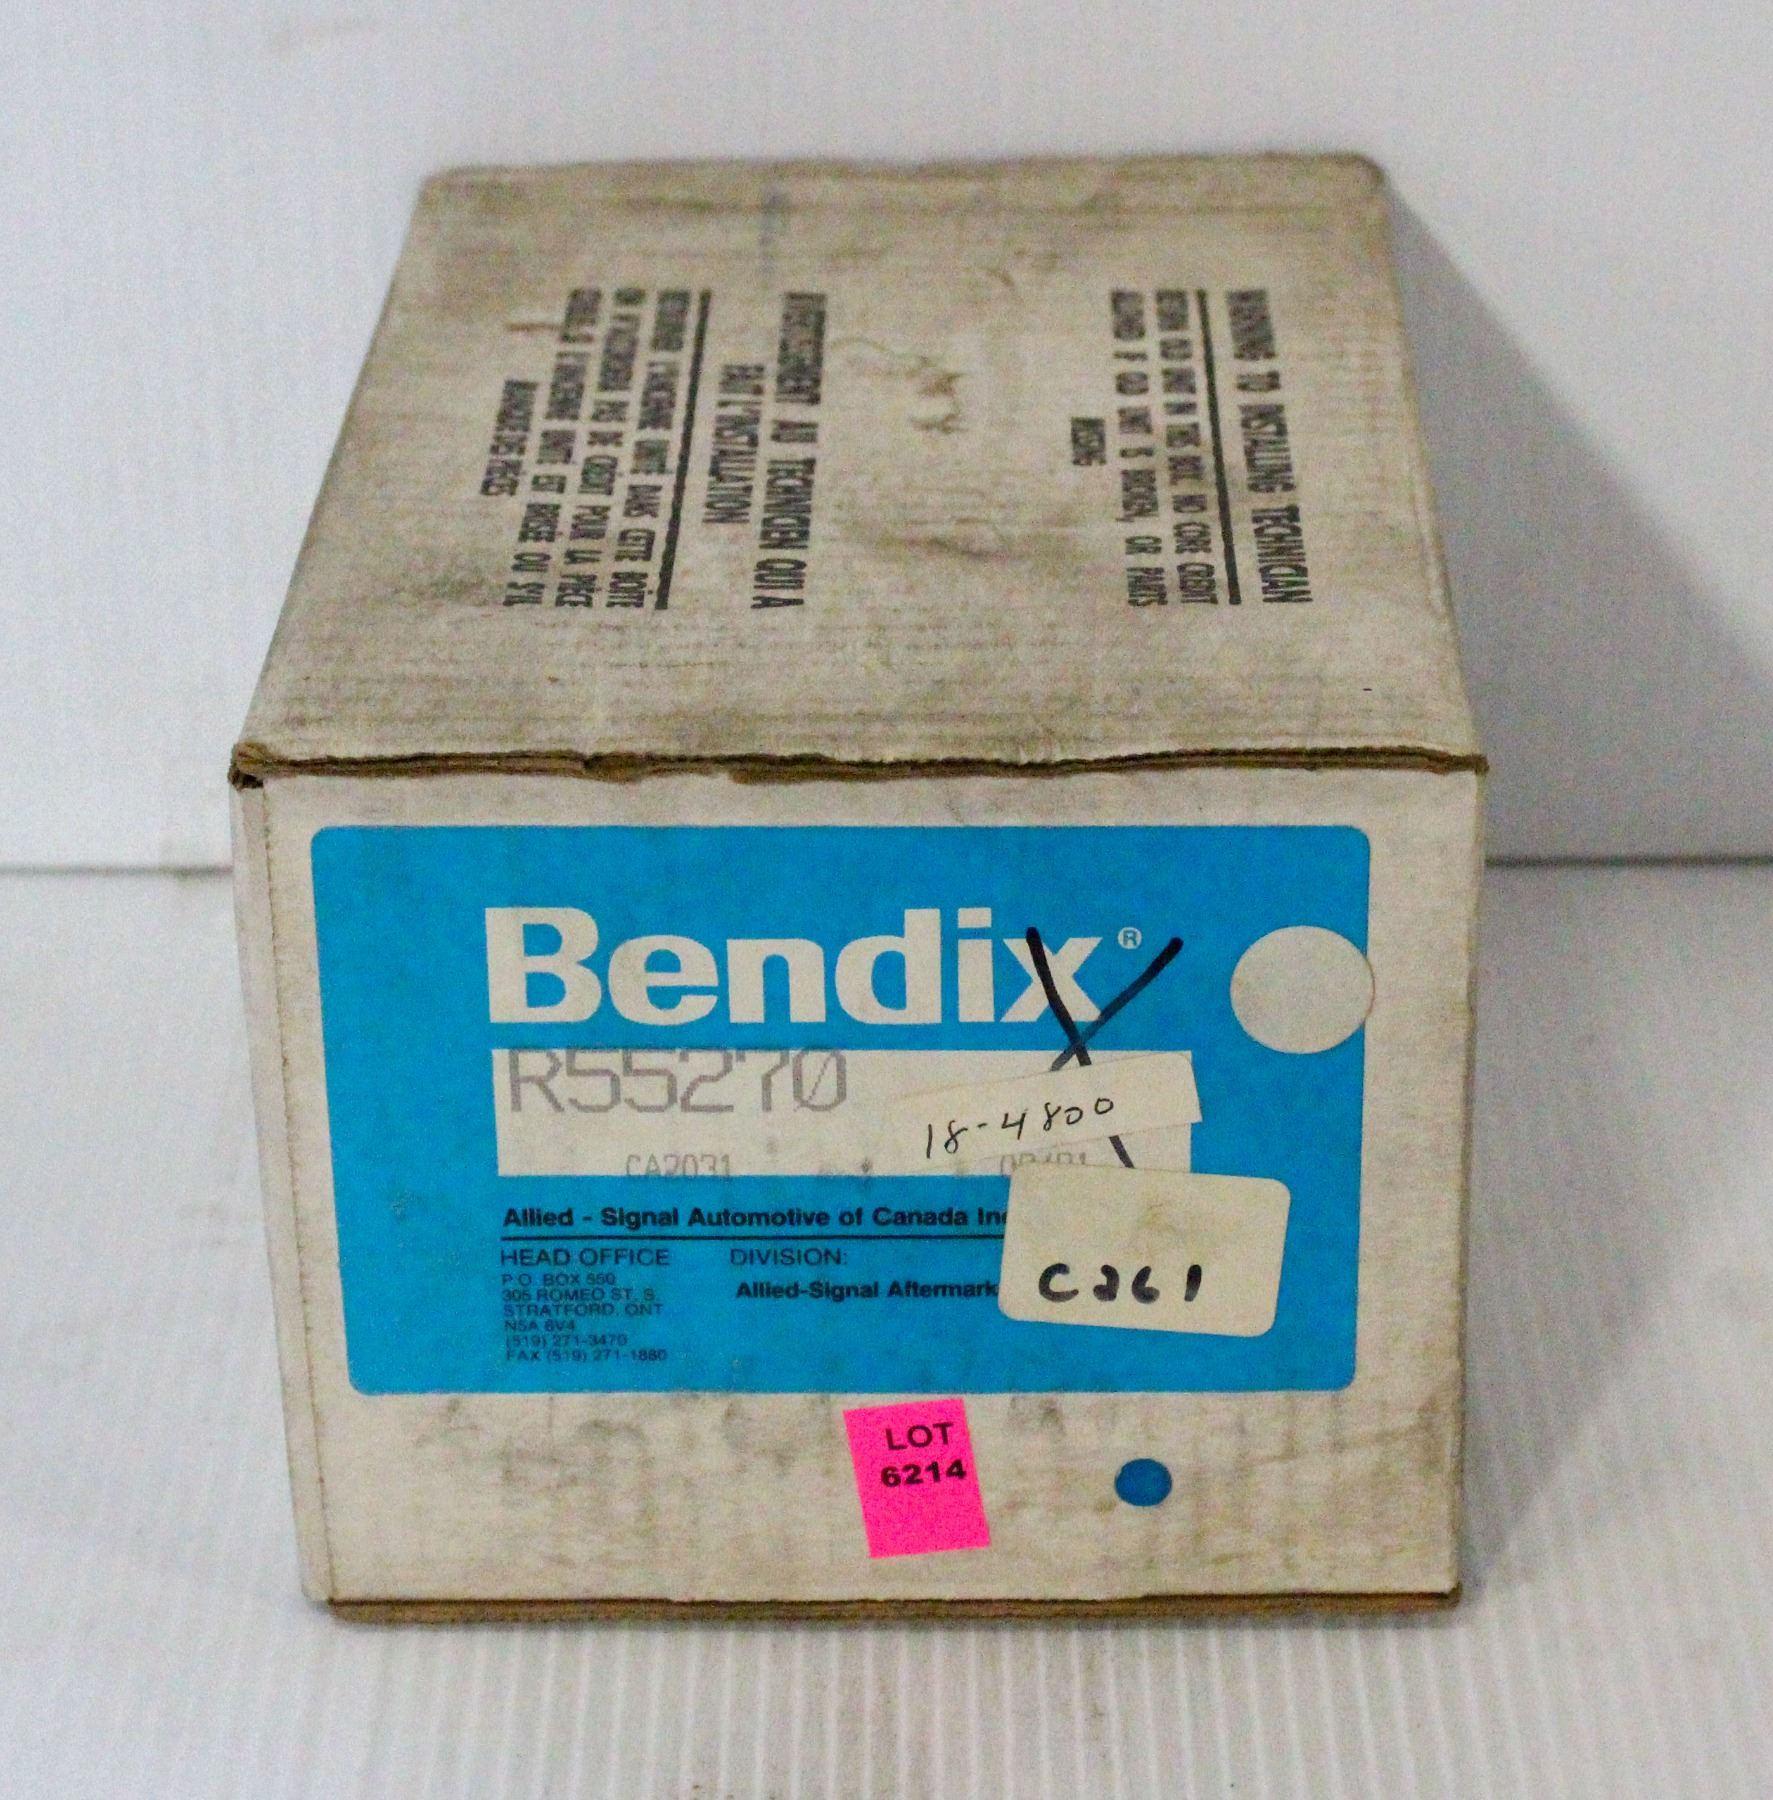 WARNING TO INSTALLING TECHNICIAN
RETURN OLD UNIT IN THIS BOX. NO CORE CREDIT
ALLOWED IF OLD UNIT IS BROKEN, OR PARTS
MISSING
AVERTISSEMENT AU TECHNICIEN QUI A
FAIT L'INSTALLATION
RETOURNER L'ANCIENNE UNITÉ DANS CETTE BOÎTE
ON N'ACCORDERA PAS DE CRÉDIT POUR LA PIÈCE
L'ANCIENNE UNITÉ EST BRISÉE OU S'IL
MANQUE DES PIÈCES
Bendix®
R55270
18-4800
CA2031
Allied - Signal Automotive of Canada Inc
HEAD OFFICE DIVISION:
P.O. BOX 550
305 ROMEO ST. S.
Allied-Signal Aftermark
STRATFORD, ONT
N5A 6V4
(519) 271-3470
FAX (519) 271-1880
C261
LOT
6214